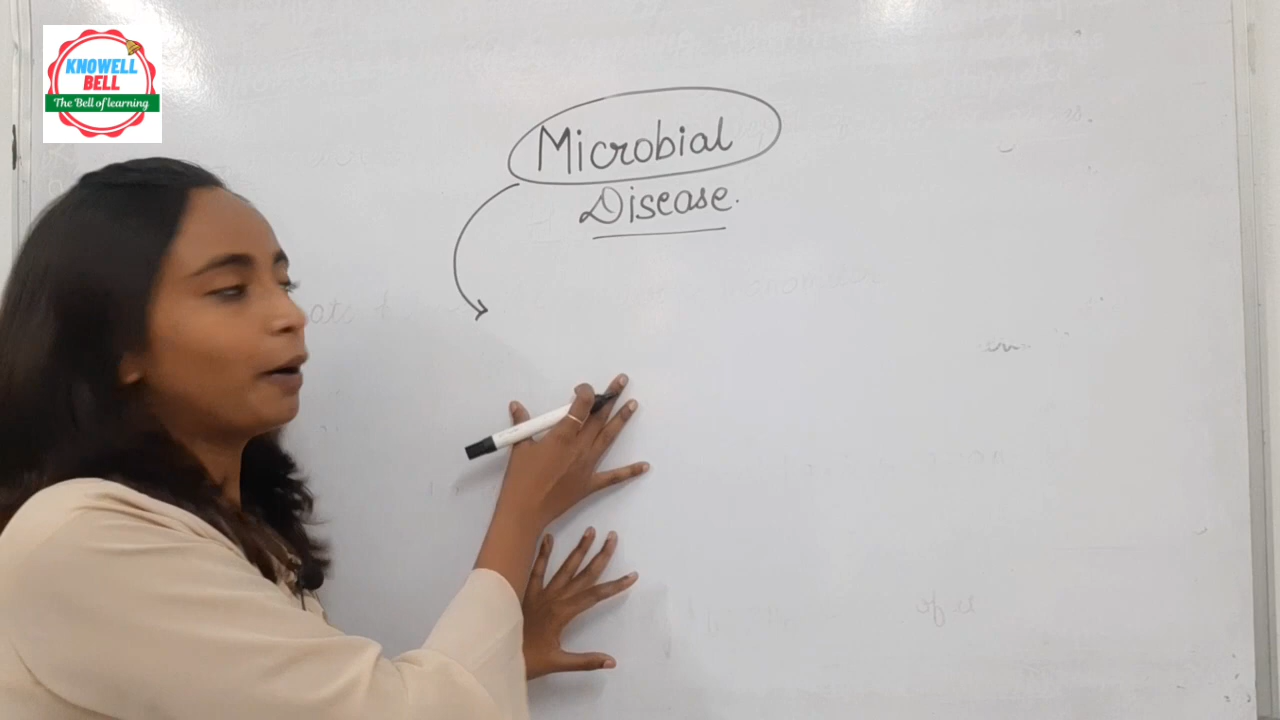 KNOWELL
BELL
The Bell of learning
Microbial
Disease.